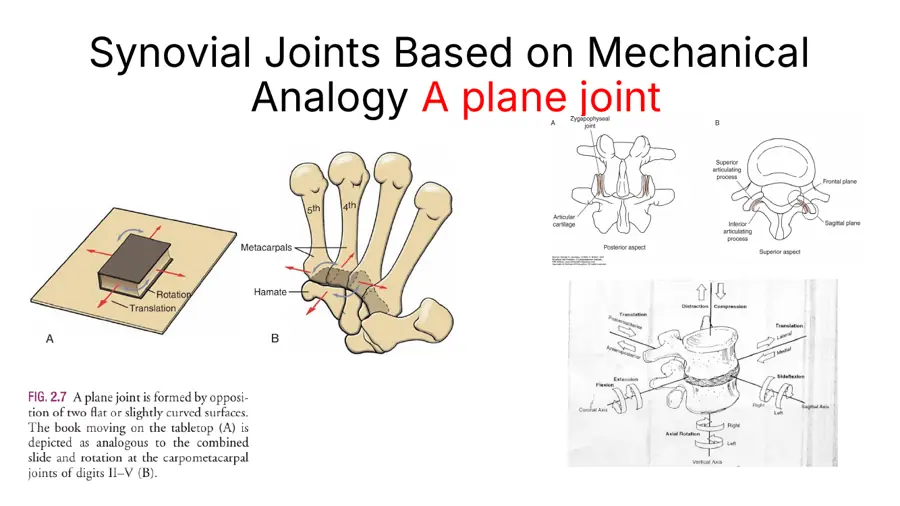 Synovial Joints Based on Mechanical
Analogy A plane joint
Rotation
Translation
A
5th
4th
Metacarpals
Hamate
B
FIG. 2.7 A plane joint is formed by opposi-
tion of two flat or slightly curved surfaces.
The book moving on the tabletop (A) is
depicted as analogous to the combined
slide and rotation at the carpometacarpal
joints of digits II–V (B).
A
Zygapophyseal
joint
Articular
cartilage
Posterior aspect
B
Superior
articulating
process
Frontal plane
Inferior
articulating
process
Sagittal plane
Superior aspect
Distraction
Compression
Translation
Posteroanterior
Anteroposterior
Translation
Lateral
Medial
Extension
Flexion
Coronal Axis
Sideflexion
Right
Left
Sagittal Axis
Axial Rotation
Right
Left
Vertical Axis